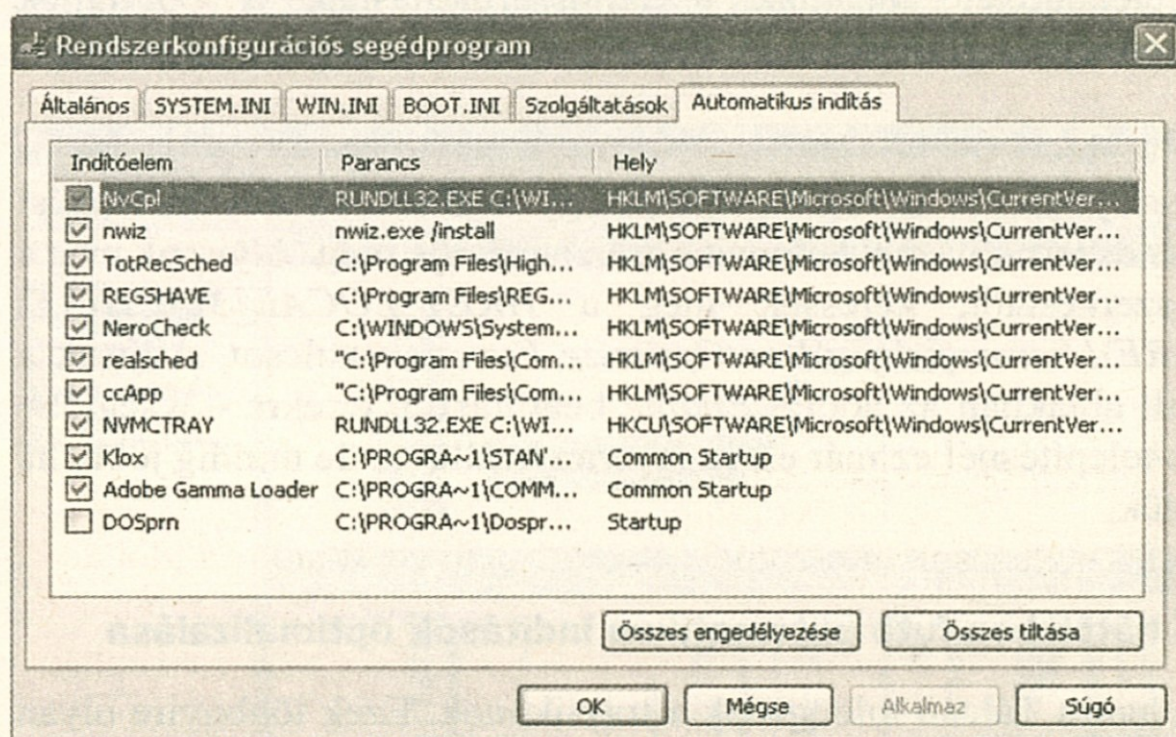 Rendszerkonfigurációs segédprogram
Általános SYSTEM.INI WIN.INI BOOT.INI Szolgáltatások Automatikus indítás
Indítóelem Parancs Hely
NvCpl RUNDLL32.EXE C:\WI... HKLM\SOFTWARE\Microsoft\Windows\CurrentVer...
nwiz nwiz.exe /install HKLM\SOFTWARE\Microsoft\Windows\CurrentVer...
TotRecSched C:\Program Files\High... HKLM\SOFTWARE\Microsoft\Windows\CurrentVer...
REGSHAVE C:\Program Files\REG... HKLM\SOFTWARE\Microsoft\Windows\CurrentVer...
NeroCheck C:\WINDOWS\System... HKLM\SOFTWARE\Microsoft\Windows\CurrentVer...
realsched "C:\Program Files\Com... HKLM\SOFTWARE\Microsoft\Windows\CurrentVer...
ccApp "C:\Program Files\Com... HKLM\SOFTWARE\Microsoft\Windows\CurrentVer...
NVMCTRAY RUNDLL32.EXE C:\WI... HKCU\SOFTWARE\Microsoft\Windows\CurrentVer...
Klox C:\PROGRA~1\STAN'... Common Startup
Adobe Gamma Loader C:\PROGRA~1\COMM... Common Startup
DOSprn C:\PROGRA~1\Dospr... Startup
Összes engedélyezése Összes tiltása
OK Mégse Alkalmaz Súgó